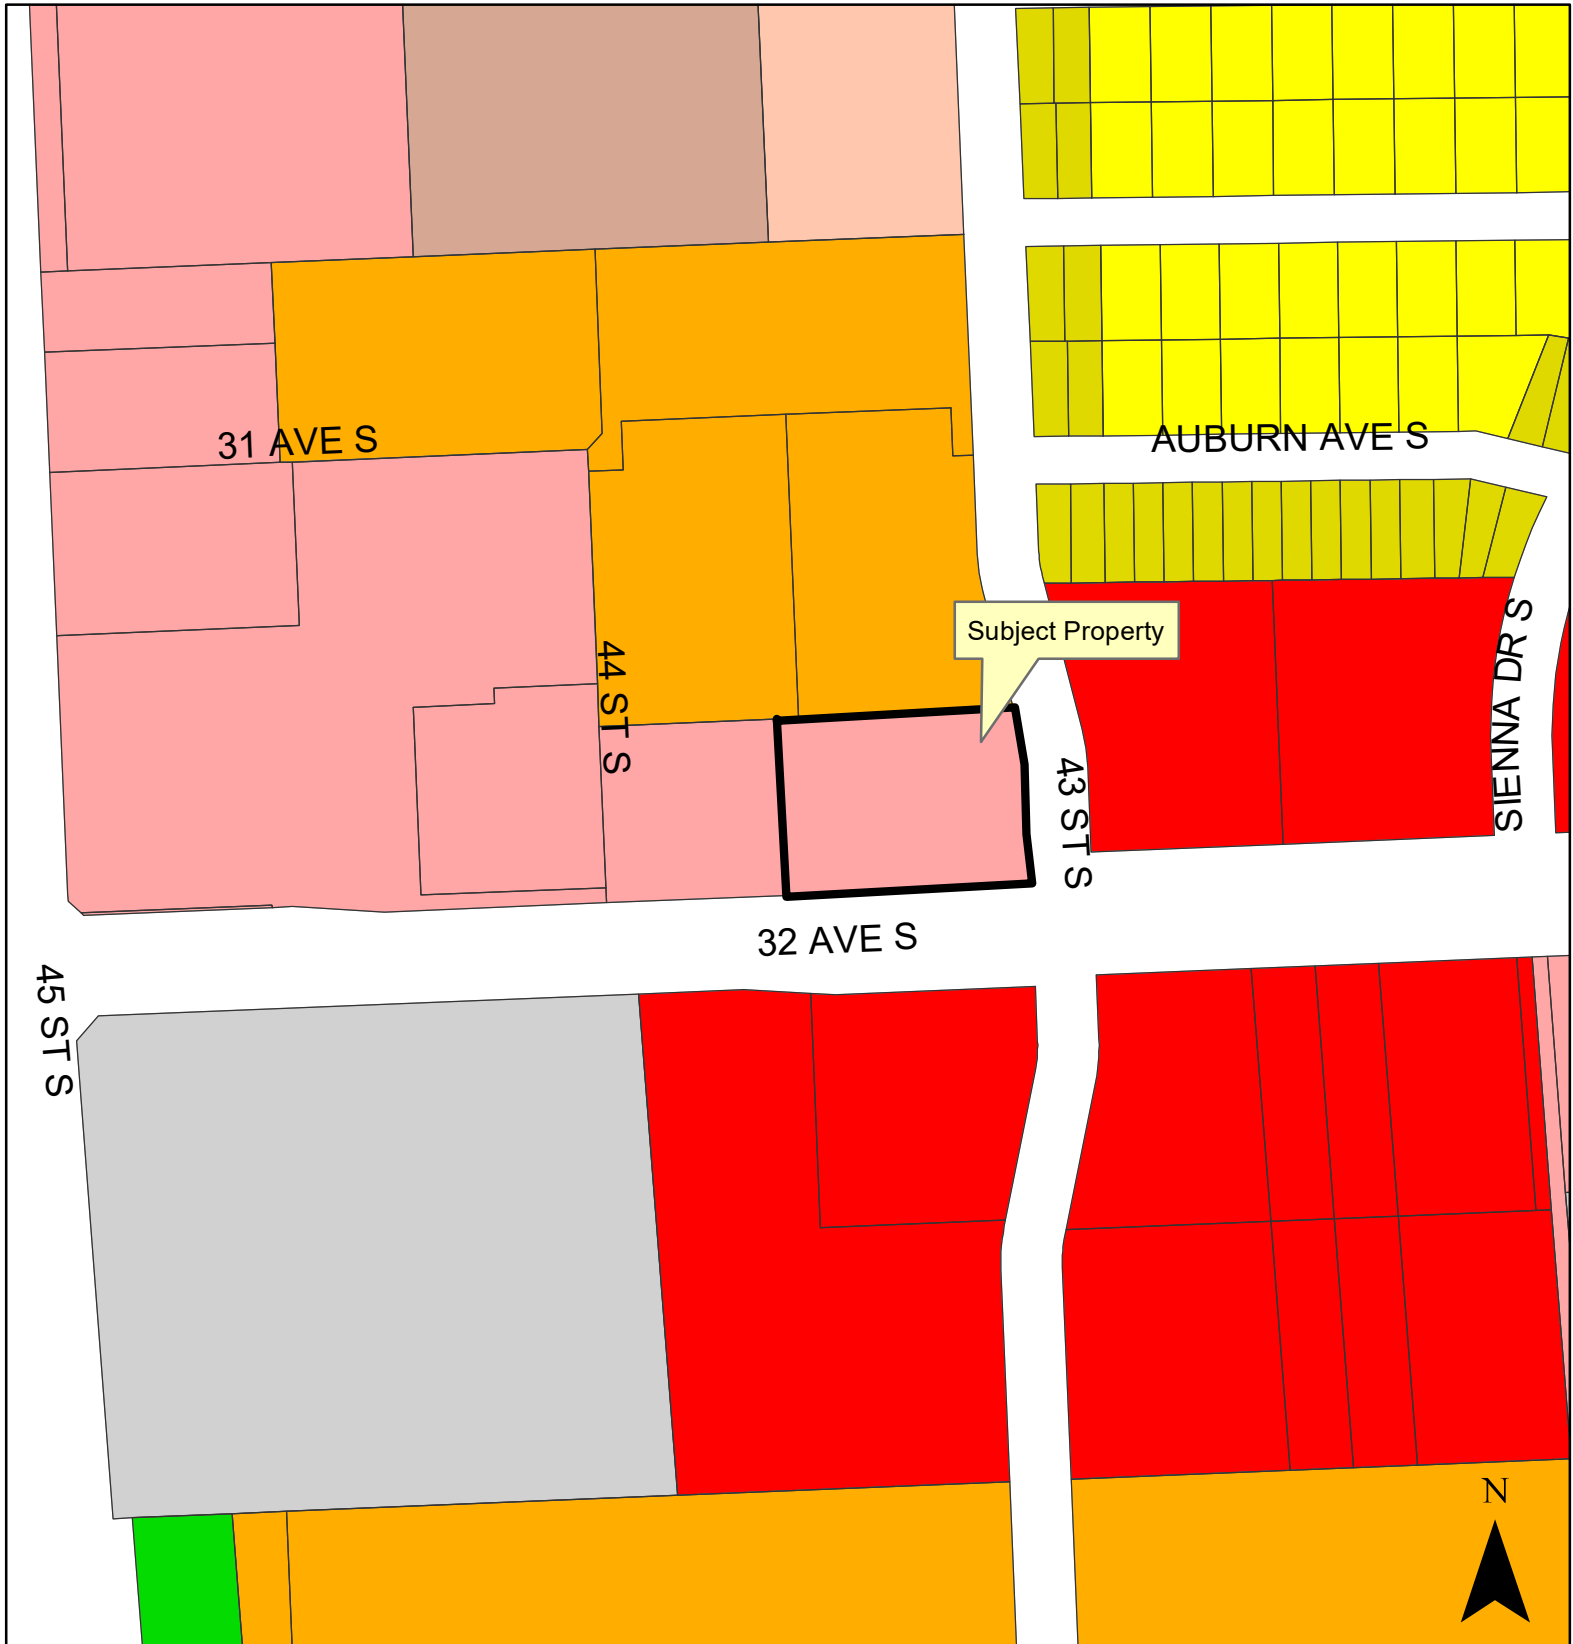 31 AVE S
AUBURN AVE S
Subject Property
44 ST S
SIENNA DR S
43 ST S
32 AVE S
45 ST S
N